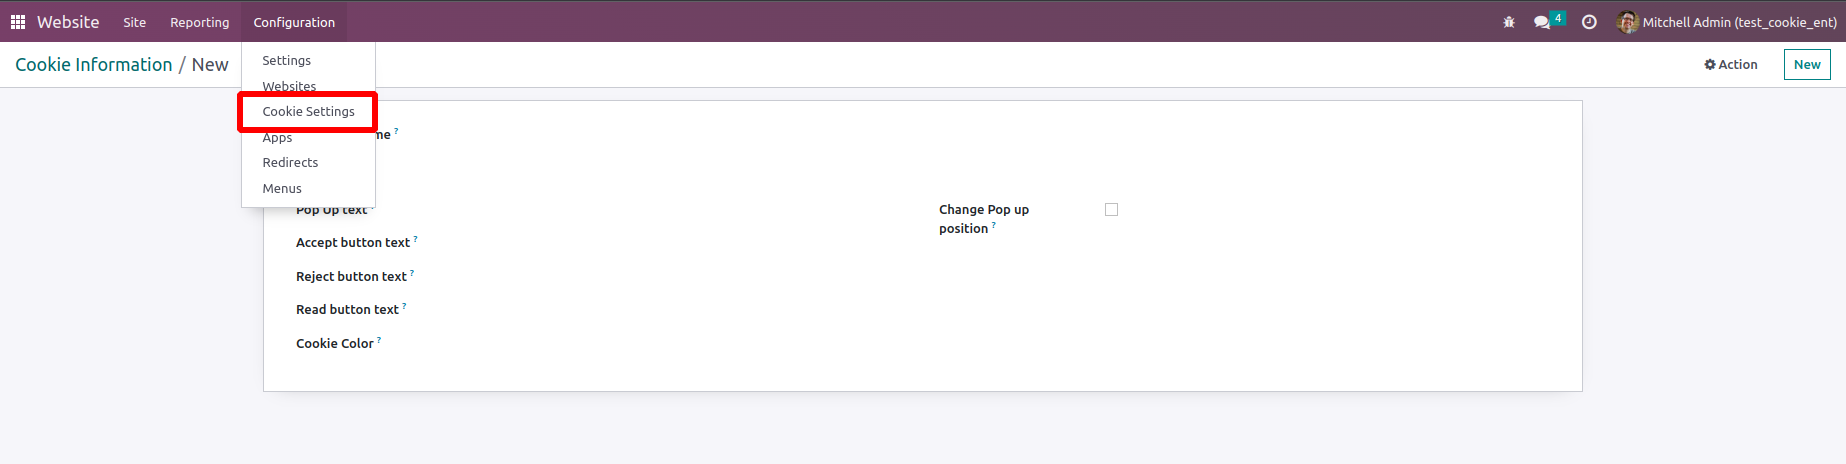 Website Site Reporting Configuration 4 Mitchell Admin (test_cookie_ent)
Cookie Information / New Action New
Settings
Websites
Cookie Settings
Apps
Redirects
Menus
me ?
Pop Up text ?
Accept button text ?
Reject button text ?
Read button text ?
Cookie Color ?
Change Pop up
position ?